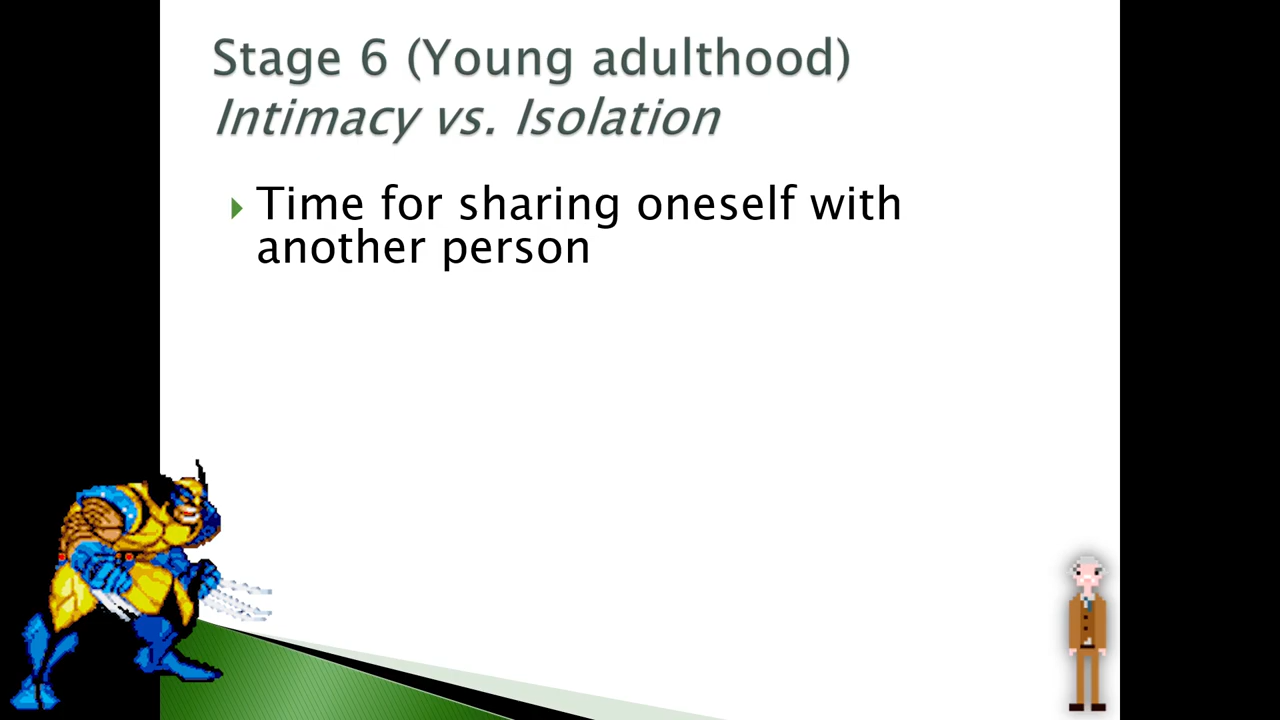 Stage 6 (Young adulthood)
Intimacy vs. Isolation
Time for sharing oneself with
another person